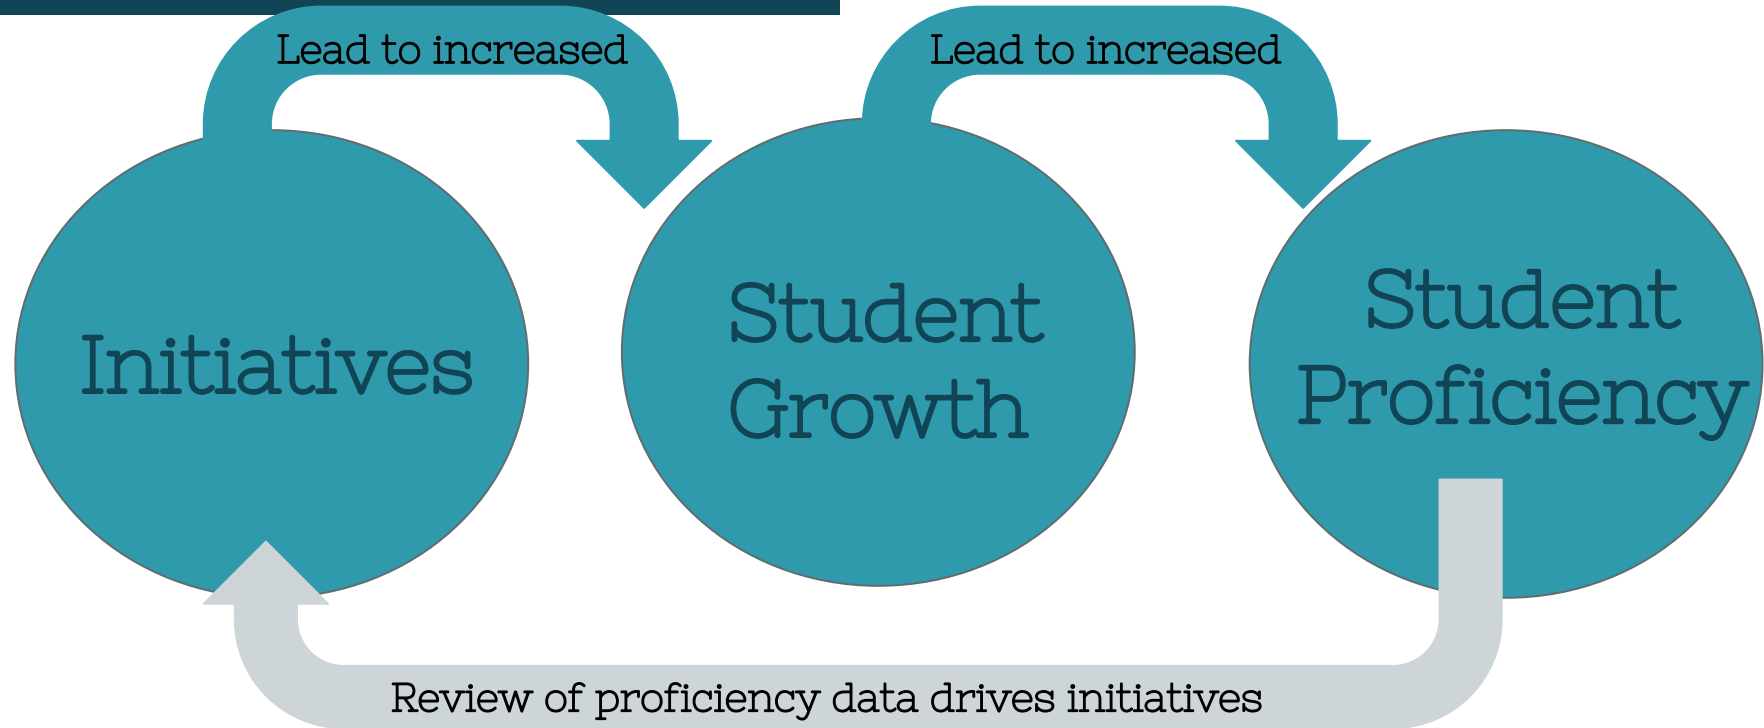 Lead to increased
Lead to increased
Initiatives
Student
Growth
Student
Proficiency
Review of proficiency data drives initiatives